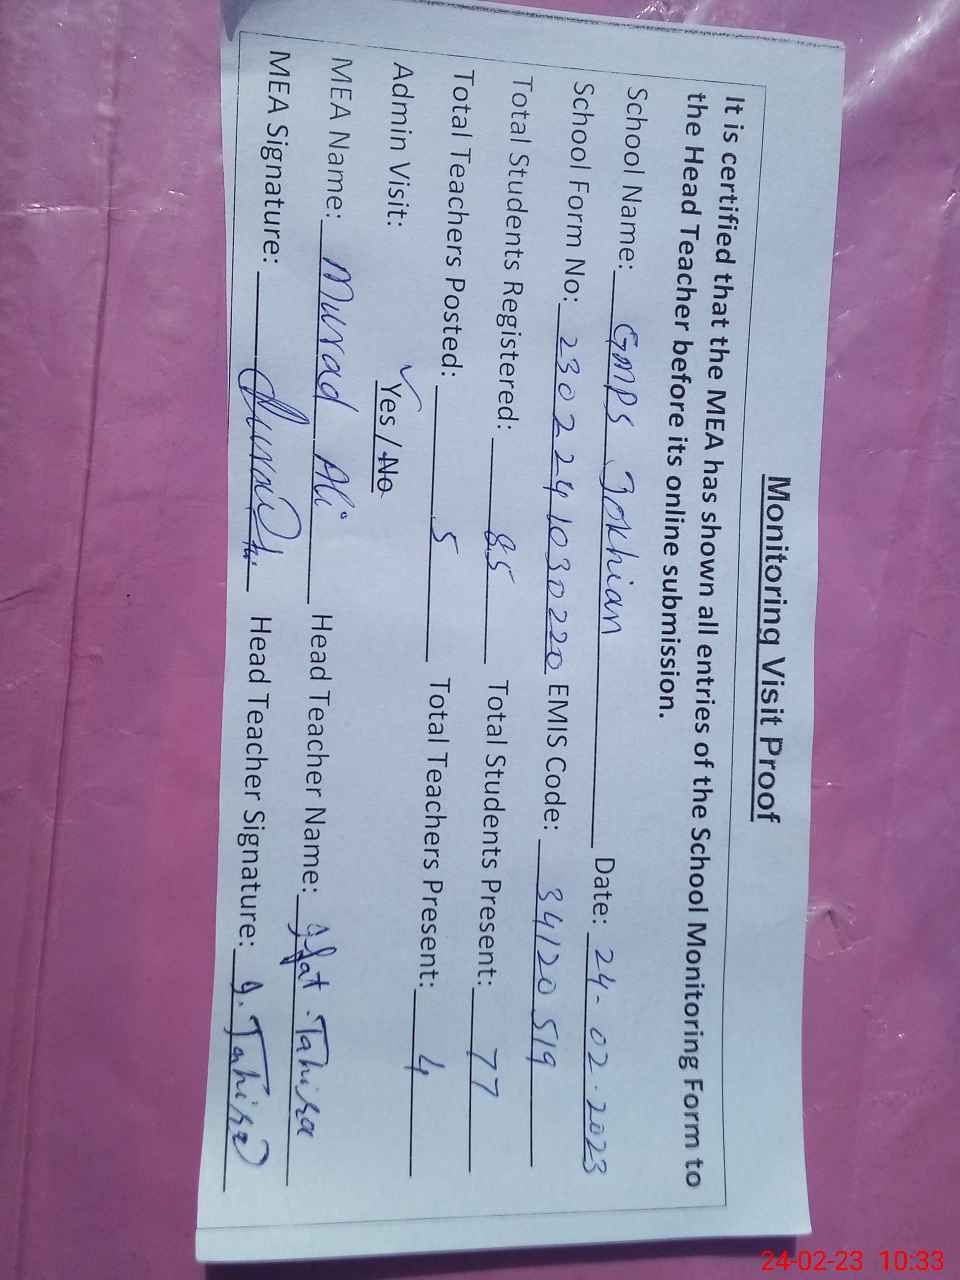 Monitoring Visit Proof
It is certified that the MEA has shown all entries of the School Monitoring Form to
the Head Teacher before its online submission.
School Name: GMPS Jokhian Date: 24-02-2023
School Form No: 2302241030220 EMIS Code: 34120519
Total Students Registered: 85 Total Students Present: 77
Total Teachers Posted: 5 Total Teachers Present: 4
Admin Visit: ✓Yes / No
MEA Name: Murad Ali Head Teacher Name: Iffat Tahira
MEA Signature: Murad Ali Head Teacher Signature: I. Tahira
24-02-23 10:33